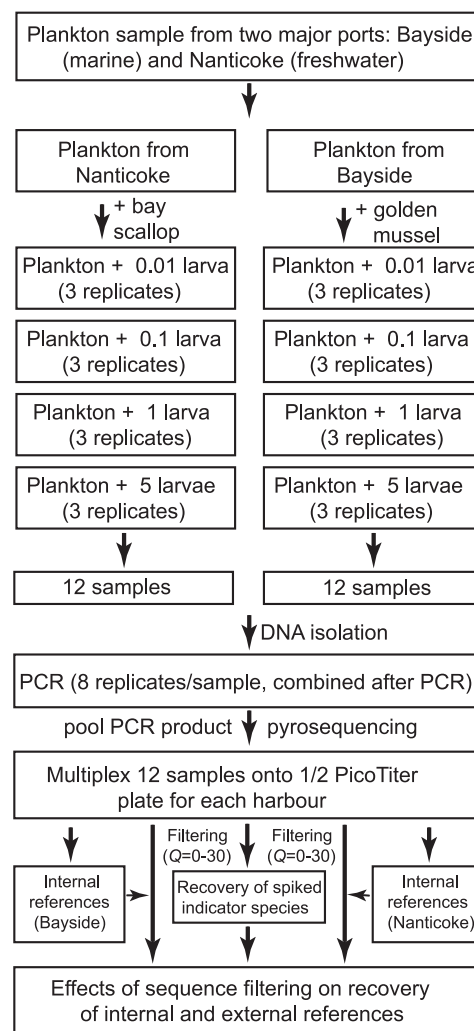 Plankton sample from two major ports: Bayside
(marine) and Nanticoke (freshwater)
Plankton from
Nanticoke
Plankton from
Bayside
+ bay
scallop
+ golden
mussel
Plankton + 0.01 larva
(3 replicates)
Plankton + 0.01 larva
(3 replicates)
Plankton + 0.1 larva
(3 replicates)
Plankton + 0.1 larva
(3 replicates)
Plankton + 1 larva
(3 replicates)
Plankton + 1 larva
(3 replicates)
Plankton + 5 larvae
(3 replicates)
Plankton + 5 larvae
(3 replicates)
12 samples
12 samples
DNA isolation
PCR (8 replicates/sample, combined after PCR)
pool PCR product pyrosequencing
Multiplex 12 samples onto 1/2 PicoTiter
plate for each harbour
Filtering
(Q=0-30)
Filtering
(Q=0-30)
Internal
references
(Bayside)
Recovery of spiked
indicator species
Internal
references
(Nanticoke)
Effects of sequence filtering on recovery
of internal and external references